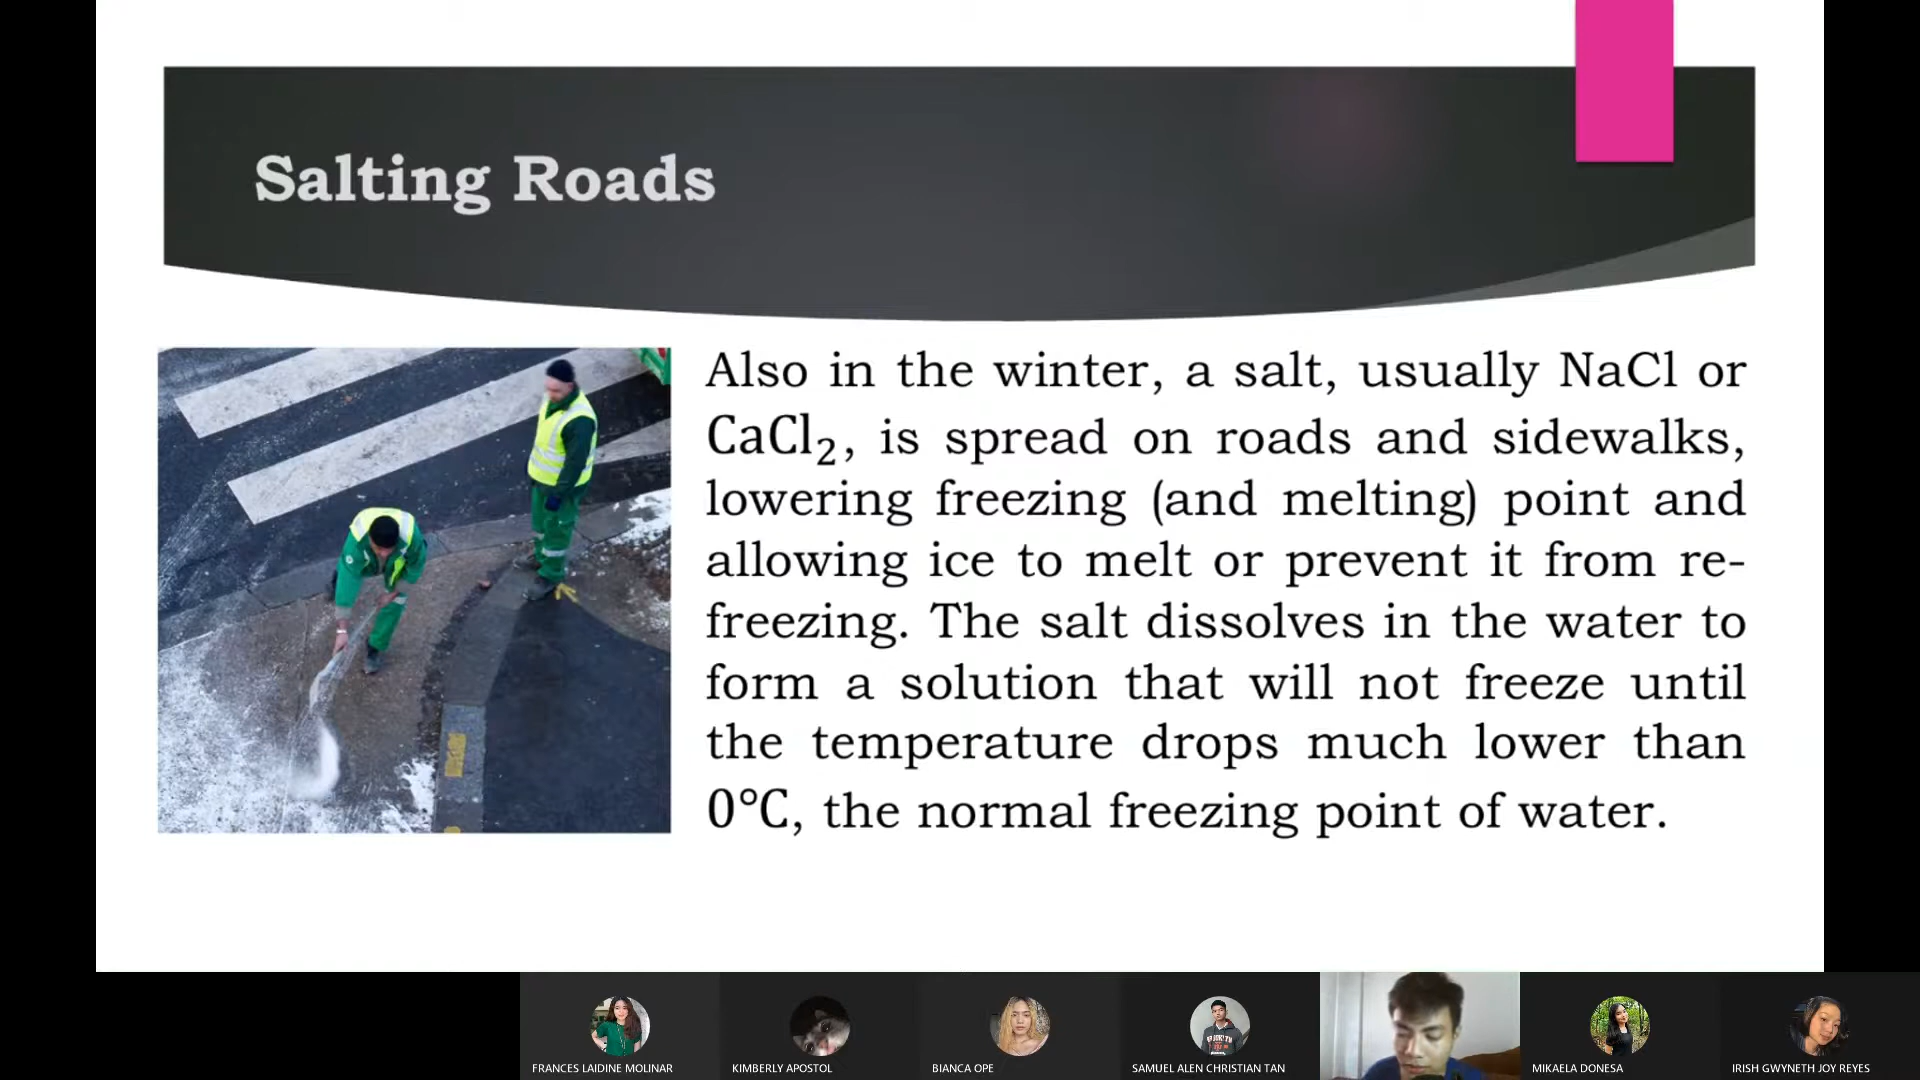 Salting Roads
Also in the winter, a salt, usually NaCl or
CaCl₂, is spread on roads and sidewalks,
lowering freezing (and melting) point and
allowing ice to melt or prevent it from re-
freezing. The salt dissolves in the water to
form a solution that will not freeze until
the temperature drops much lower than
0°C, the normal freezing point of water.
FRANCES LAIDINE MOLINAR
KIMBERLY APOSTOL
BIANCA OPE
SAMUEL ALEN CHRISTIAN TAN
MIKAELA DONESA
IRISH GWYNETH JOY REYES